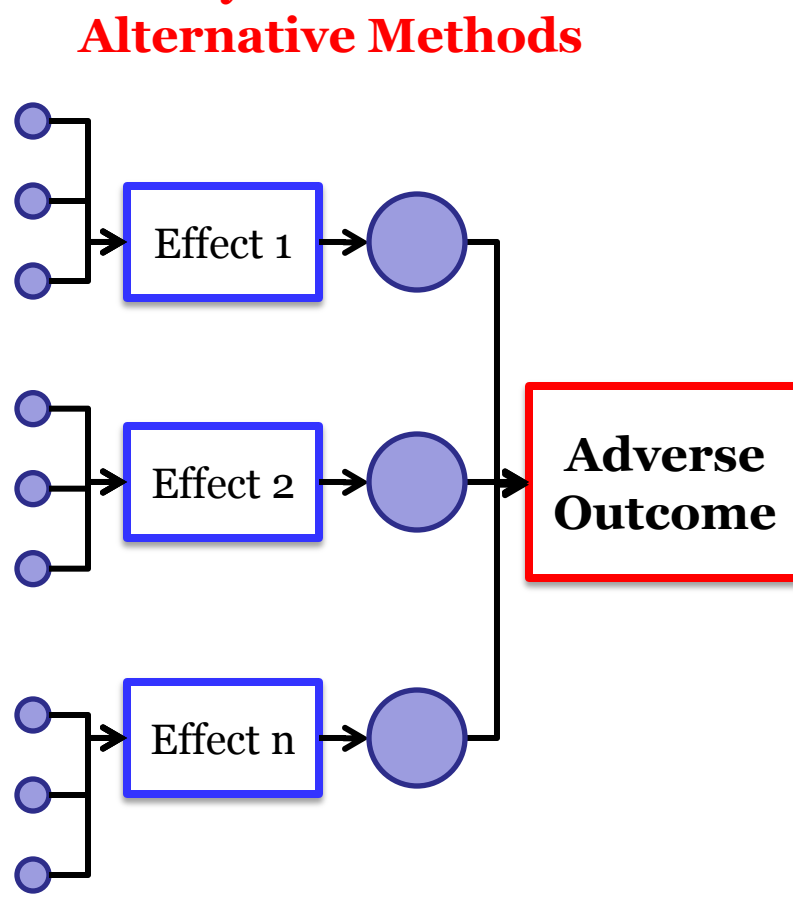 Alternative Methods
Effect 1
Effect 2
Adverse
Outcome
Effect n